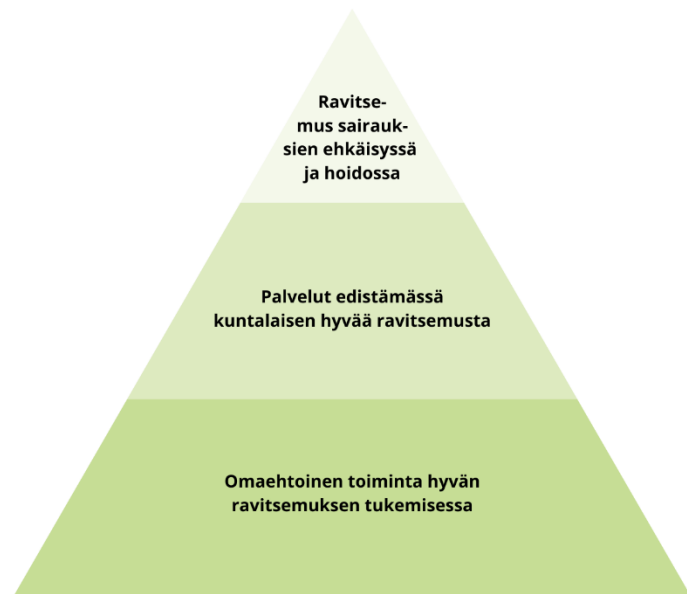 Ravitse-
mus sairauk-
sien ehkäisyssä
ja hoidossa
Palvelut edistämässä
kuntalaisen hyvää ravitsemusta
Omaehtoinen toiminta hyvän
ravitsemuksen tukemisessa